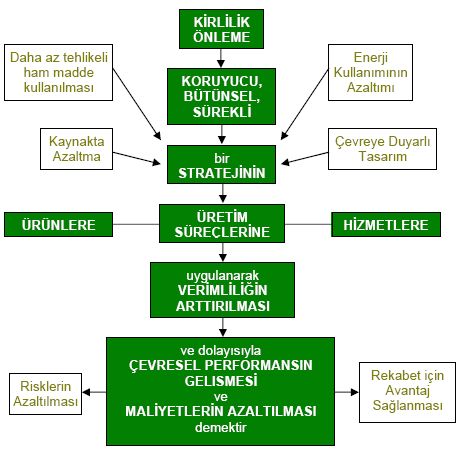 KİRLİLİK
ÖNLEME
Daha az tehlikeli
ham madde
kullanılması
Enerji
Kullanımının
Azaltımı
KORUYUCU,
BÜTÜNSEL,
SÜREKLİ
Kaynakta
Azaltma
bir
STRATEJİNİN
Çevreye Duyarlı
Tasarım
ÜRÜNLERE
ÜRETİM
SÜREÇLERİNE
HİZMETLERE
uygulanarak
VERİMLİLİĞİN
ARTTIRILMASI
ve dolayısıyla
ÇEVRESEL PERFORMANSIN
GELISMESİ
ve
MALİYETLERİN AZALTILMASI
demektir
Risklerin
Azaltılması
Rekabet için
Avantaj
Sağlanması